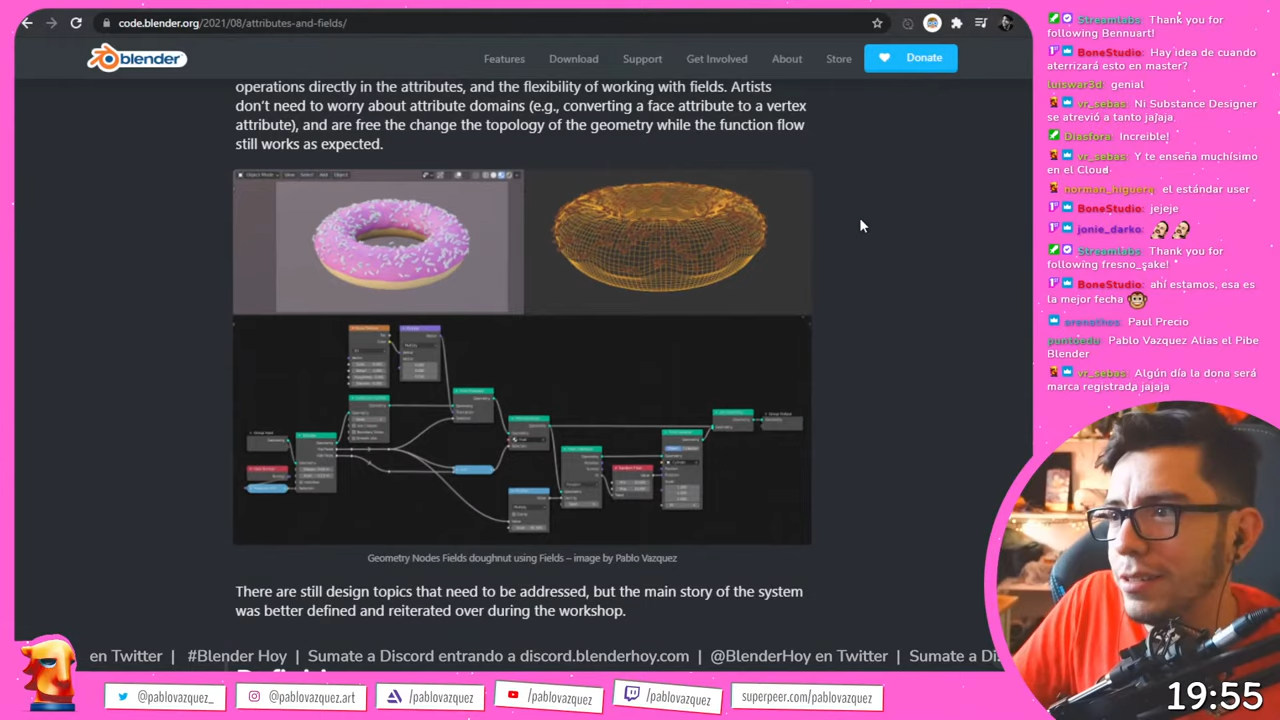 code.blender.org/2021/08/attributes-and-fields/
blender
Features Download Support Get Involved About Store Donate
operations directly in the attributes, and the flexibility of working with fields. Artists
don't need to worry about attribute domains (e.g., converting a face attribute to a vertex
attribute), and are free the change the topology of the geometry while the function flow
still works as expected.
Geometry Nodes Fields doughnut using Fields – image by Pablo Vazquez
There are still design topics that need to be addressed, but the main story of the system
was better defined and reiterated over during the workshop.
en Twitter | #Blender Hoy | Sumate a Discord entrando a discord.blenderhoy.com | @BlenderHoy en Twitter | Sumate a Dis
@pablovazquez_
@pablovazquez.art
/pablovazquez
/pablovazquez
/pablovazquez
superpeer.com/pablovazquez
Streamlabs: Thank you for
following Bennuart!
BoneStudio: Hay idea de cuando
aterrizará esto en master?
luiswar3d: genial
vr_sebas: Ni Substance Designer
se atrevió a tanto jajaja
Diasfora: Increible!
vr_sebas: Y te enseña muchísimo
en el Cloud
norman_higuera: el estándar user
BoneStudio: jejeje
jonie_darko:
Streamlabs: Thank you for
following fresno_sake!
BoneStudio: ahí estamos, esa es
la mejor fecha
arenathos: Paul Precio
puntoedu: Pablo Vazquez Alias el Pibe
Blender
vr_sebas: Algún día la dona será
marca registrada jajaja
19:55